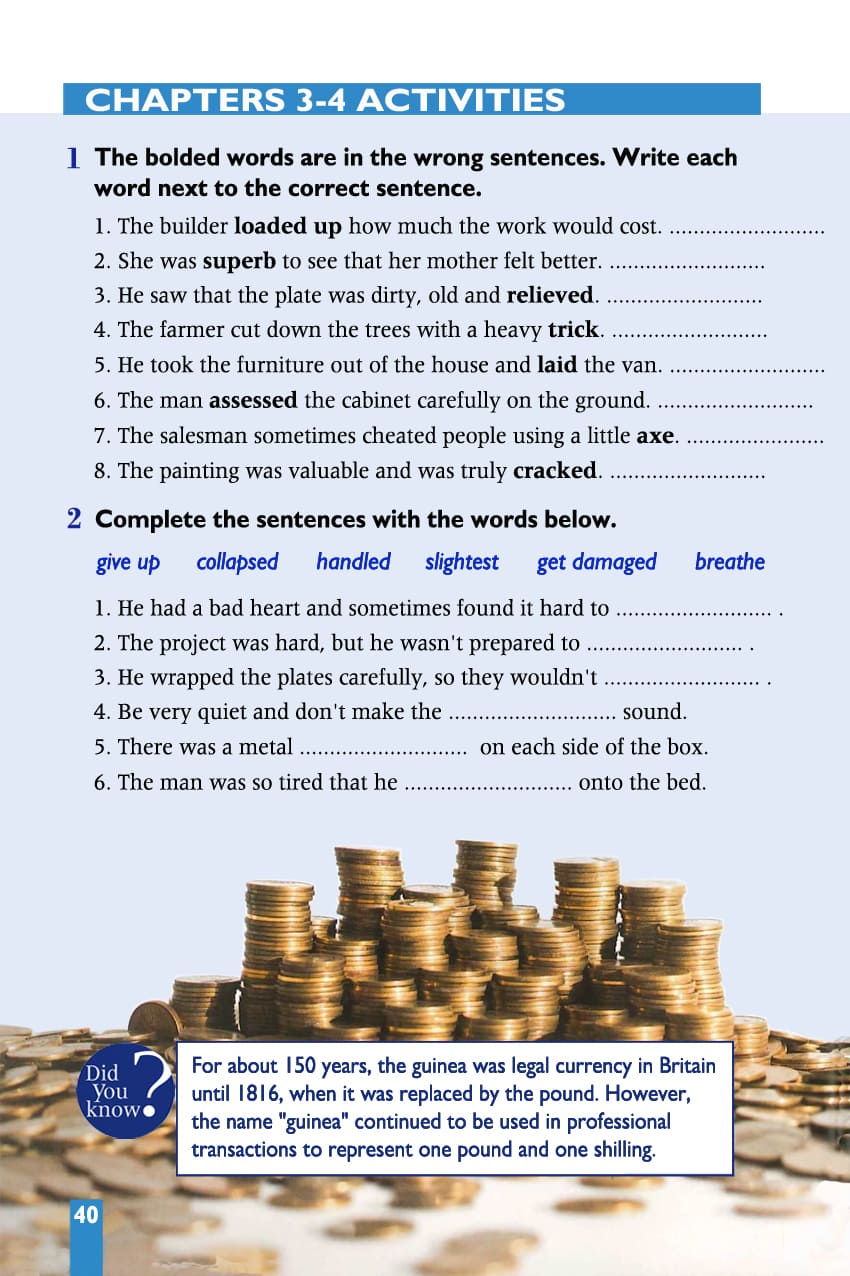 CHAPTERS 3-4 ACTIVITIES
1 The bolded words are in the wrong sentences. Write each
word next to the correct sentence.
1. The builder loaded up how much the work would cost. ..........................
2. She was superb to see that her mother felt better. ..........................
3. He saw that the plate was dirty, old and relieved. ..........................
4. The farmer cut down the trees with a heavy trick. ..........................
5. He took the furniture out of the house and laid the van. ..........................
6. The man assessed the cabinet carefully on the ground. ..........................
7. The salesman sometimes cheated people using a little axe. .......................
8. The painting was valuable and was truly cracked. ..........................
2 Complete the sentences with the words below.
give up collapsed handled slightest get damaged breathe
1. He had a bad heart and sometimes found it hard to .......................... .
2. The project was hard, but he wasn't prepared to .......................... .
3. He wrapped the plates carefully, so they wouldn't .......................... .
4. Be very quiet and don't make the ............................ sound.
5. There was a metal ............................ on each side of the box.
6. The man was so tired that he ............................ onto the bed.
Did
You
know?
For about 150 years, the guinea was legal currency in Britain
until 1816, when it was replaced by the pound. However,
the name "guinea" continued to be used in professional
transactions to represent one pound and one shilling.
40